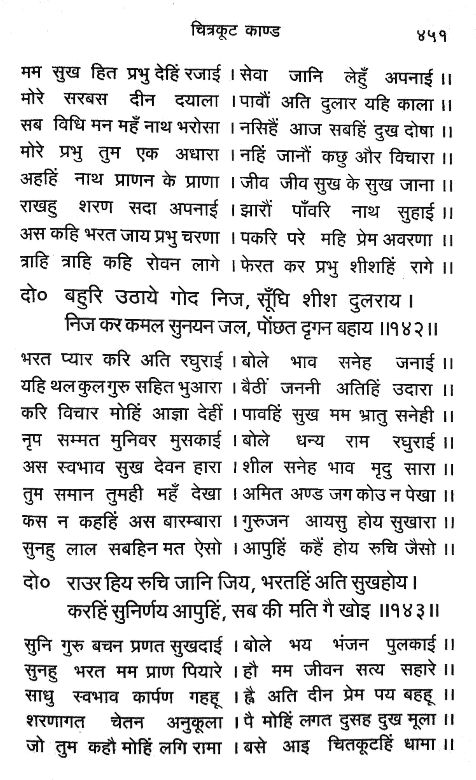 चित्रकूट काण्ड ४५१
मम सुख हित प्रभु देहिं रजाई । सेवा जानि लेहुँ अपनाई ।।
मोरे सरबस दीन दयाला । पावौं अति दुलार यहि काला ।।
सब विधि मन महँ नाथ भरोसा । नसिहैं आज सबहिं दुख दोषा ।।
मोरे प्रभु तुम एक अधारा । नहिं जानौं कछु और विचारा ।।
अहहिं नाथ प्राणन के प्राणा । जीव जीव सुख के सुख जाना ।।
राखहु शरण सदा अपनाई । झारौं पाँवरि नाथ सुहाई ।।
अस कहि भरत जाय प्रभु चरणा । पकरि परे महि प्रेम अवरणा ।।
त्राहि त्राहि कहि रोवन लागे । फेरत कर प्रभु शीशहिं रागे ।।
दो० बहुरि उठाये गोद निज, सूँघि शीश दुलराय ।
निज कर कमल सुनयन जल, पोंछत दृगन बहाय ।।१४२।।
भरत प्यार करि अति रघुराई । बोले भाव सनेह जनाई ।।
यहि थल कुल गुरु सहित भुआरा । बैठीं जननी अतिहिं उदारा ।।
करि विचार मोहिं आज्ञा देहीं । पावहिं सुख मम भ्रातु सनेही ।।
नृप सम्मत मुनिवर मुसकाई । बोले धन्य राम रघुराई ।।
अस स्वभाव सुख देवन हारा । शील सनेह भाव मृदु सारा ।।
तुम समान तुमही महँ देखा । अमित अण्ड जग कोउ न पेखा ।।
कस न कहहिं अस बारम्बारा । गुरुजन आयसु होय सुखारा ।।
सुनहु लाल सबहिन मत ऐसो । आपुहिं कहैं होय रुचि जैसो ।।
दो० राउर हिय रुचि जानि जिय, भरतहिं अति सुखहोय ।
करहिं सुनिर्णय आपुहिं, सब की मति गै खोइ ।।१४३।।
सुनि गुरु बचन प्रणत सुखदाई । बोले भय भंजन पुलकाई ।।
सुनहु भरत मम प्राण पियारे । हौ मम जीवन सत्य सहारे ।।
साधु स्वभाव कार्पण गहहू । ह्वै अति दीन प्रेम पय बहहू ।।
शरणागत चेतन अनुकूला । पै मोहिं लगत दुसह दुख मूला ।।
जो तुम कहौ मोहिं लगि रामा । बसे आइ चितकूटहिं धामा ।।